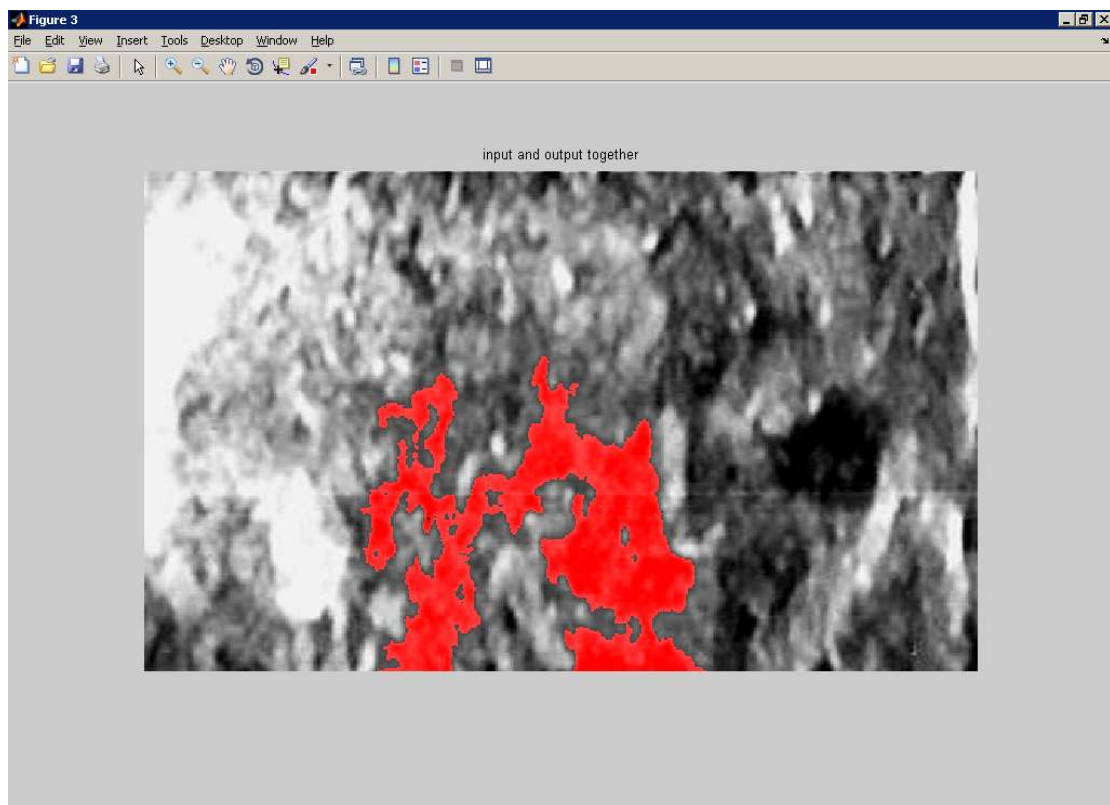 Figure 3
File Edit View Insert Tools Desktop Window Help
input and output together